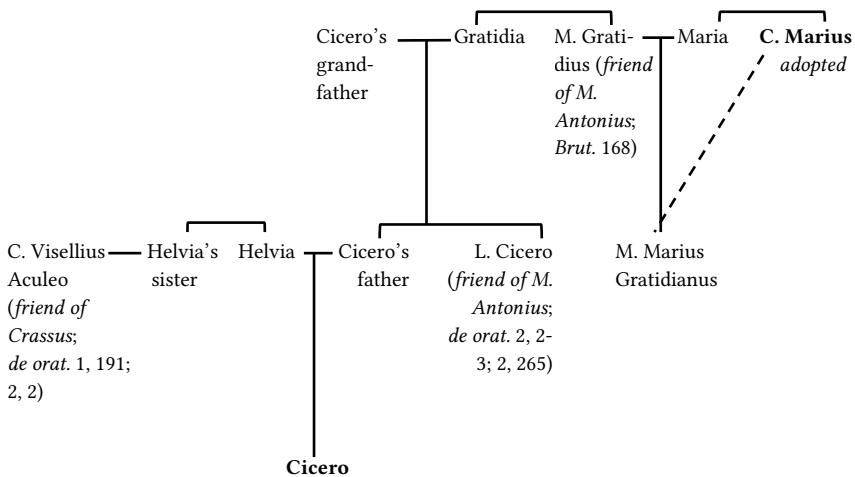 Cicero's
grand-
father
Gratidia
M. Grati-
dius (friend
of M.
Antonius;
Brut. 168)
Maria
C. Marius
adopted
C. Visellius
Aculeo
(friend of
Crassus;
de orat. 1, 191;
2, 2)
Helvia's
sister
Helvia
Cicero's
father
L. Cicero
(friend of M.
Antonius;
de orat. 2, 2-
3; 2, 265)
M. Marius
Gratidianus
Cicero